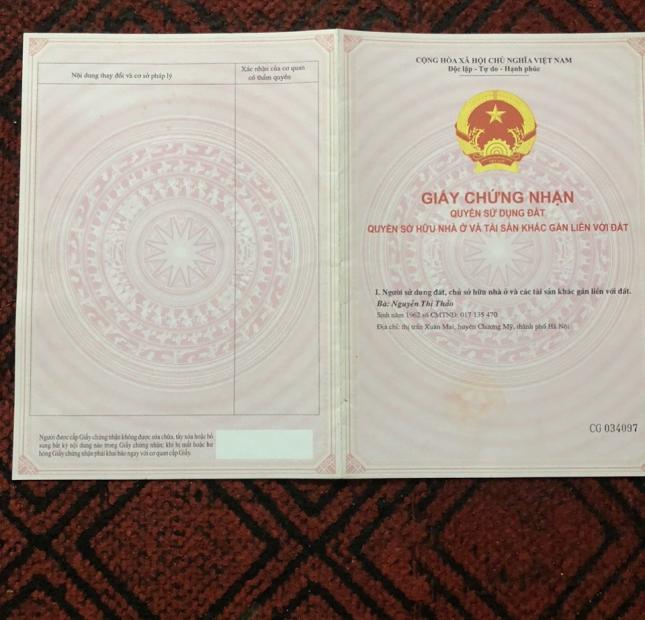 Nội dung thay đổi và cơ sở pháp lý
Xác nhận của cơ quan
có thẩm quyền
Người được cấp Giấy chứng nhận không được sửa chữa, tẩy xóa hoặc bổ
sung bất kỳ nội dung nào trong Giấy chứng nhận; khi bị mất hoặc hư
hỏng Giấy chứng nhận phải khai báo ngay với cơ quan cấp Giấy.
CỘNG HÒA XÃ HỘI CHỦ NGHĨA VIỆT NAM
Độc lập - Tự do - Hạnh phúc
GIẤY CHỨNG NHẬN
QUYỀN SỬ DỤNG ĐẤT
QUYỀN SỞ HỮU NHÀ Ở VÀ TÀI SẢN KHÁC GẮN LIỀN VỚI ĐẤT
I. Người sử dụng đất, chủ sở hữu nhà ở và các tài sản khác gắn liền với đất.
Bà: Nguyễn Thị Thảo
Sinh năm 1962 số CMTND: 017 135 470
Địa chỉ: thị trấn Xuân Mai, huyện Chương Mỹ, thành phố Hà Nội
CG 034097